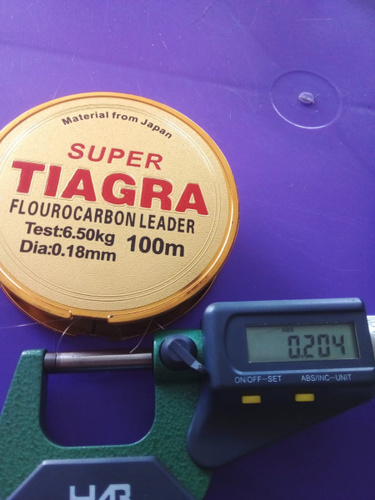 Material from Japan
SUPER
TIAGRA
FLOUROCARBON LEADER
Test:6.50kg
Dia:0.18mm
100m
0.204
ON/OFF-SET
ABS/INC-UNIT